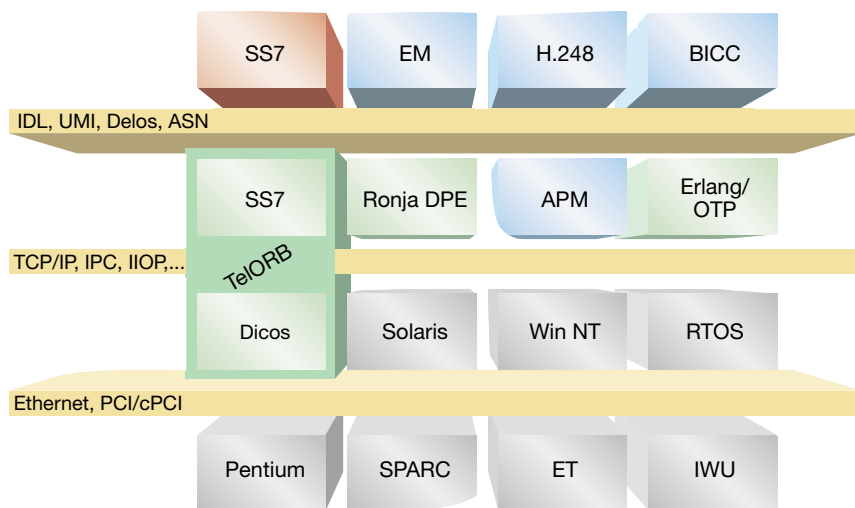 SS7
EM
H.248
BICC
IDL, UMI, Delos, ASN
SS7
Ronja DPE
APM
Erlang/
OTP
TCP/IP, IPC, IIOP,...
TelORB
Dicos
Solaris
Win NT
RTOS
Ethernet, PCI/cPCI
Pentium
SPARC
ET
IWU